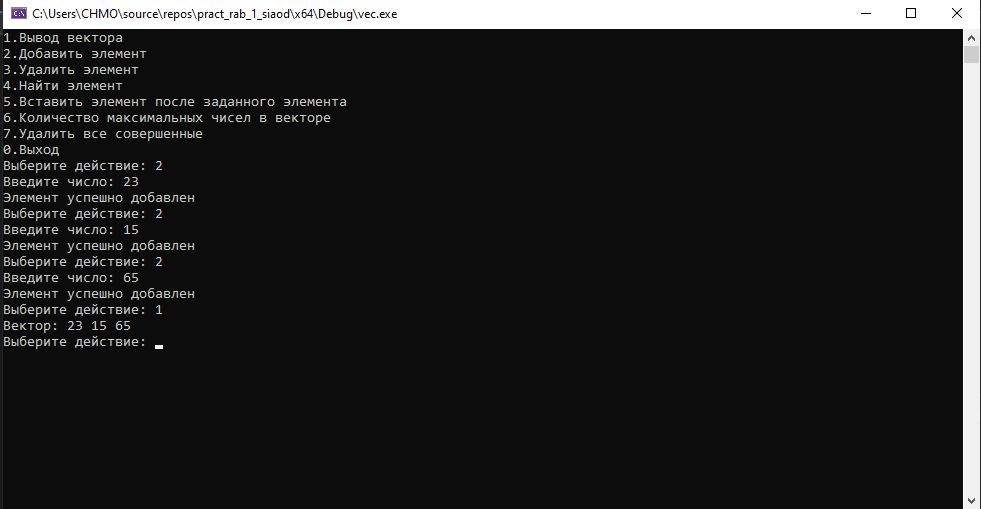 C:\Users\CHMO\source\repos\pract_rab_1_siaod\x64\Debug\vec.exe
1.Вывод вектора
2.Добавить элемент
3.Удалить элемент
4.Найти элемент
5.Вставить элемент после заданного элемента
6.Количество максимальных чисел в векторе
7.Удалить все совершенные
0.Выход
Выберите действие: 2
Введите число: 23
Элемент успешно добавлен
Выберите действие: 2
Введите число: 15
Элемент успешно добавлен
Выберите действие: 2
Введите число: 65
Элемент успешно добавлен
Выберите действие: 1
Вектор: 23 15 65
Выберите действие: